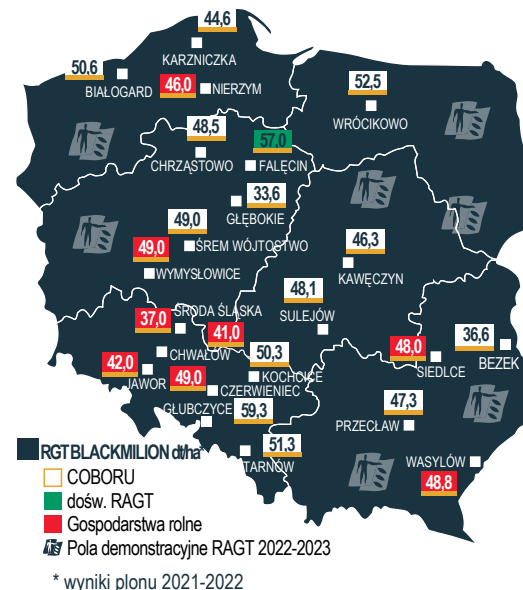 44,6
KARZNICZKA
50,6
BIAŁOGARD
46,0
NIERZYM
52,5
WRÓCIKOWO
48,5
CHRZĄSTOWO
57,0
FALĘCIN
33,6
GŁĘBOKIE
49,0
ŚREM WÓJTOSTWO
49,0
WYMYSŁOWICE
46,3
KAWĘCZYN
48,1
SULEJÓW
37,0
ŚRODA ŚLĄSKA
41,0
CHWAŁÓW
42,0
JAWOR
49,0
CZERWIENIEC
50,3
KOCHCICE
48,0
SIEDLCE
36,6
BEZEK
47,3
PRZECŁAW
GŁUBCZYCE
59,3
51,3
TARNÓW
WASYLÓW
48,8
RGT BLACKMILION dt/ha*
COBORU
dośw. RAGT
Gospodarstwa rolne
Pola demonstracyjne RAGT 2022-2023
* wyniki plonu 2021-2022